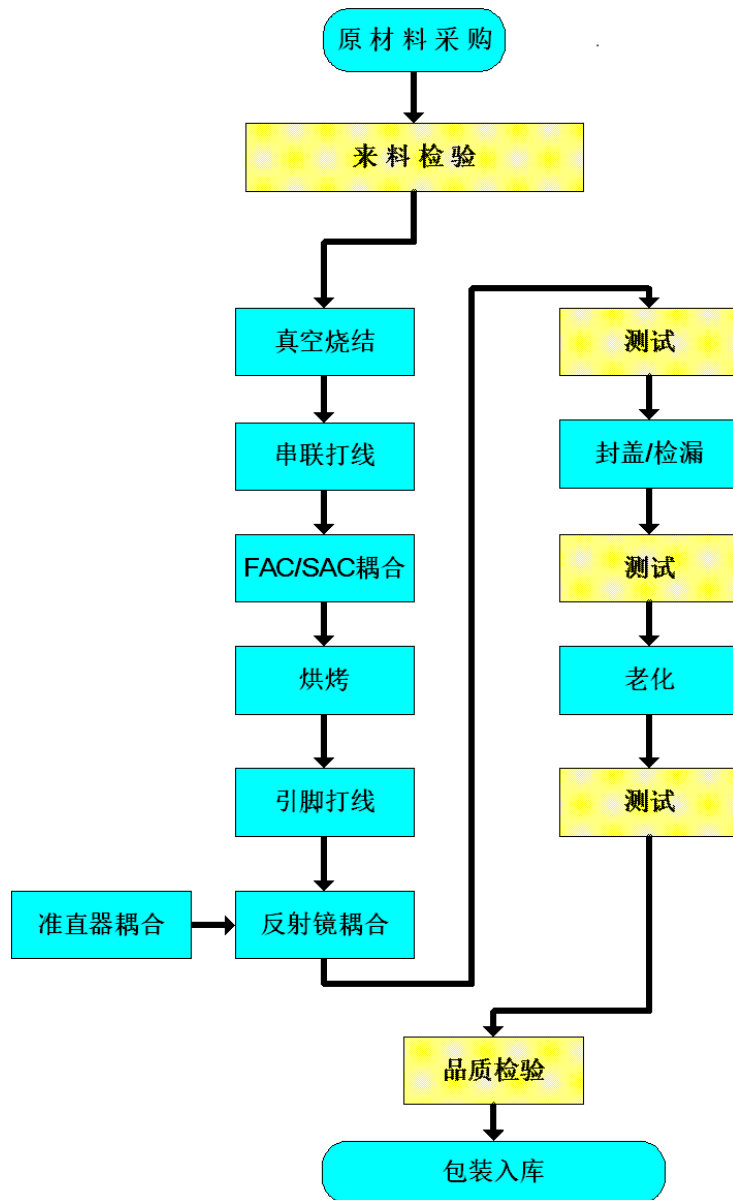 原材料采购
来料检验
真空烧结
串联打线
FAC/SAC耦合
烘烤
引脚打线
准直器耦合
反射镜耦合
测试
封盖/检漏
测试
老化
测试
品质检验
包装入库